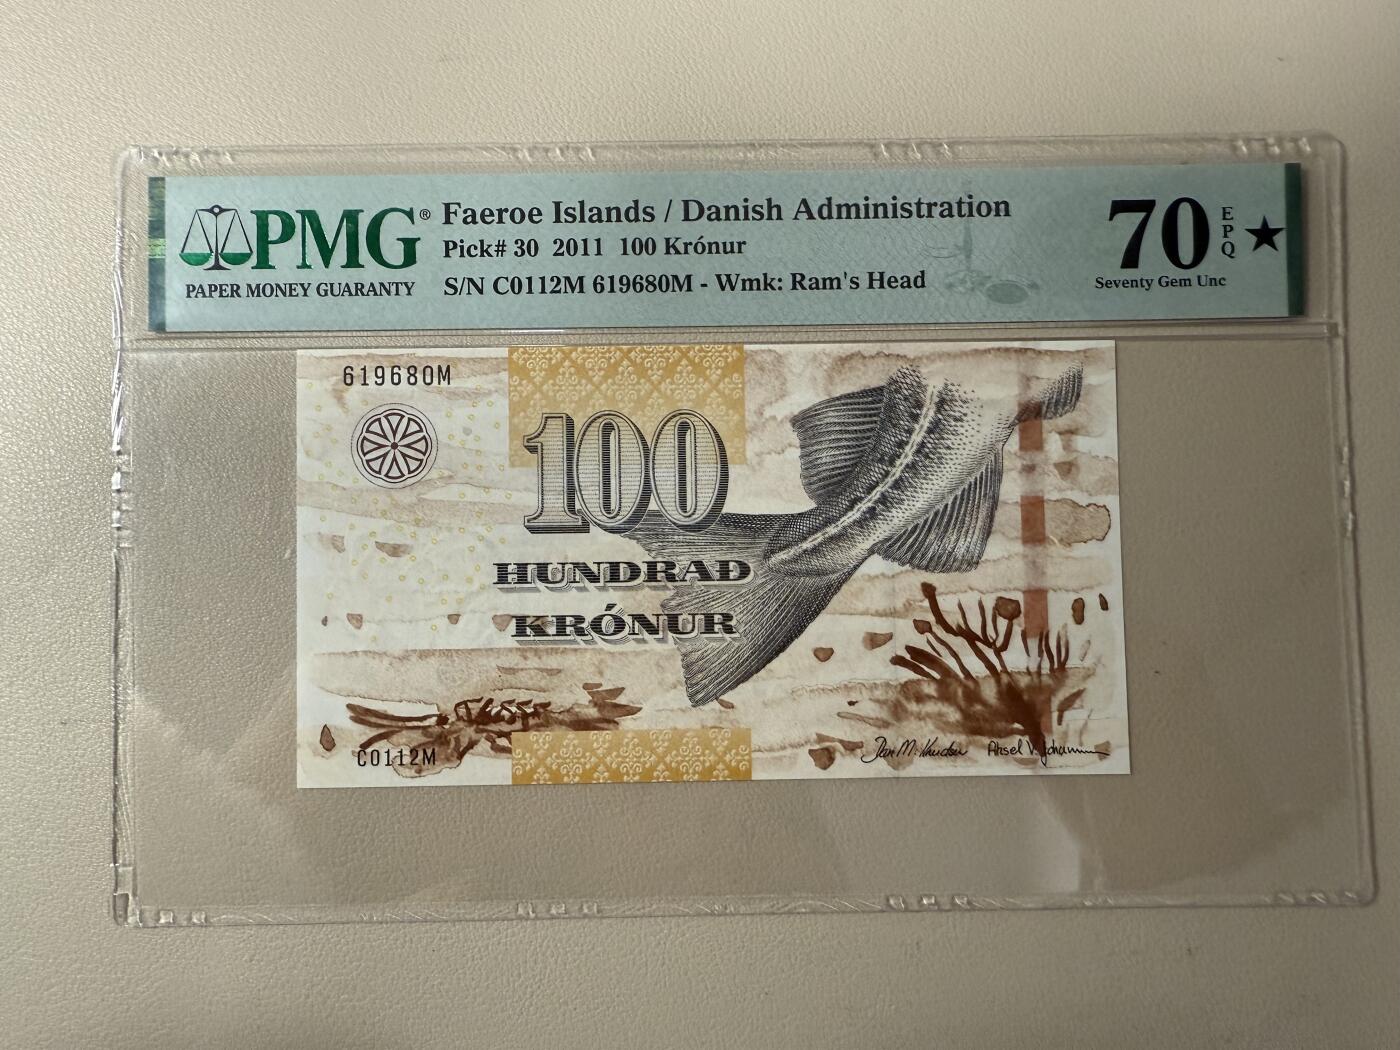 PMG®
PAPER MONEY GUARANTY
Faeroe Islands / Danish Administration
Pick# 30 2011 100 Krónur
S/N C0112M 619680M - Wmk: Ram's Head
70 EPQ ★
Seventy Gem Unc
619680M
100
HUNDRAÐ
KRÓNUR
C0112M